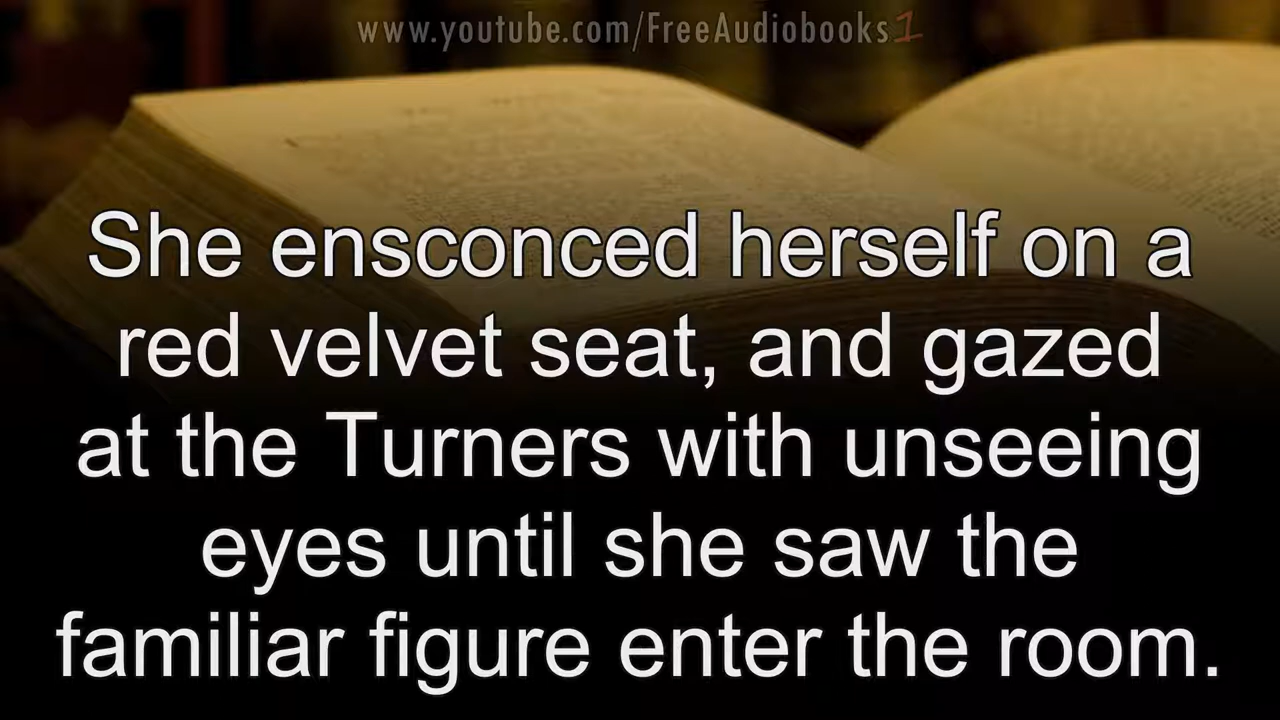 www.youtube.com/FreeAudiobooks1
She ensconced herself on a
red velvet seat, and gazed
at the Turners with unseeing
eyes until she saw the
familiar figure enter the room.